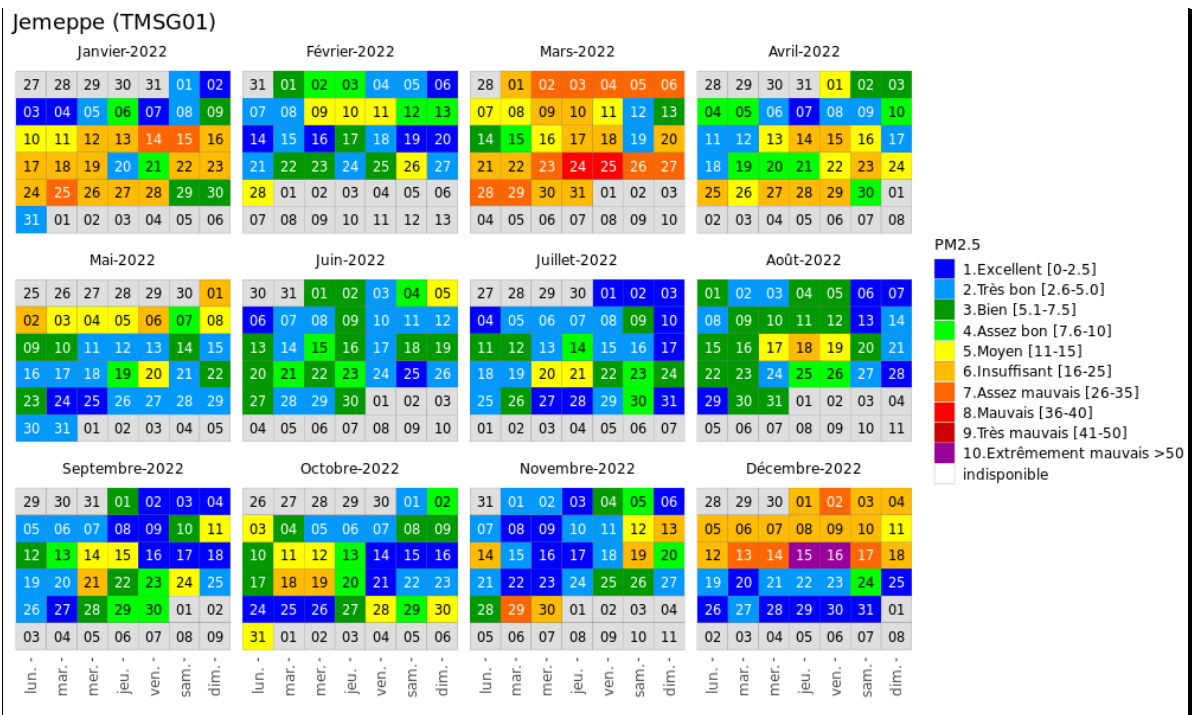 Jemeppe (TMSG01)
Janvier-2022 Février-2022 Mars-2022 Avril-2022
27 28 29 30 31 01 02 31 01 02 03 04 05 06 28 01 02 03 04 05 06 28 29 30 31 01 02 03
03 04 05 06 07 08 09 07 08 09 10 11 12 13 07 08 09 10 11 12 13 04 05 06 07 08 09 10
10 11 12 13 14 15 16 14 15 16 17 18 19 20 14 15 16 17 18 19 20 11 12 13 14 15 16 17
17 18 19 20 21 22 23 21 22 23 24 25 26 27 21 22 23 24 25 26 27 18 19 20 21 22 23 24
24 25 26 27 28 29 30 28 01 02 03 04 05 06 28 29 30 31 01 02 03 25 26 27 28 29 30 01
31 01 02 03 04 05 06 07 08 09 10 11 12 13 04 05 06 07 08 09 10 02 03 04 05 06 07 08
Mai-2022 Juin-2022 Juillet-2022 Août-2022
25 26 27 28 29 30 01 30 31 01 02 03 04 05 27 28 29 30 01 02 03 01 02 03 04 05 06 07
02 03 04 05 06 07 08 06 07 08 09 10 11 12 04 05 06 07 08 09 10 08 09 10 11 12 13 14
09 10 11 12 13 14 15 13 14 15 16 17 18 19 11 12 13 14 15 16 17 15 16 17 18 19 20 21
16 17 18 19 20 21 22 20 21 22 23 24 25 26 18 19 20 21 22 23 24 22 23 24 25 26 27 28
23 24 25 26 27 28 29 27 28 29 30 01 02 03 25 26 27 28 29 30 31 29 30 31 01 02 03 04
30 31 01 02 03 04 05 04 05 06 07 08 09 10 01 02 03 04 05 06 07 05 06 07 08 09 10 11
Septembre-2022 Octobre-2022 Novembre-2022 Décembre-2022
29 30 31 01 02 03 04 26 27 28 29 30 01 02 31 01 02 03 04 05 06 28 29 30 01 02 03 04
05 06 07 08 09 10 11 03 04 05 06 07 08 09 07 08 09 10 11 12 13 05 06 07 08 09 10 11
12 13 14 15 16 17 18 10 11 12 13 14 15 16 14 15 16 17 18 19 20 12 13 14 15 16 17 18
19 20 21 22 23 24 25 17 18 19 20 21 22 23 21 22 23 24 25 26 27 19 20 21 22 23 24 25
26 27 28 29 30 01 02 24 25 26 27 28 29 30 28 29 30 01 02 03 04 26 27 28 29 30 31 01
03 04 05 06 07 08 09 31 01 02 03 04 05 06 05 06 07 08 09 10 11 02 03 04 05 06 07 08
lun. - mar. - mer. - jeu. - ven. - sam. - dim. - lun. - mar. - mer. - jeu. - ven. - sam. - dim. - lun. - mar. - mer. - jeu. - ven. - sam. - dim. - lun. - mar. - mer. - jeu. - ven. - sam. - dim. -
PM2.5
1.Excellent [0-2.5]
2.Très bon [2.6-5.0]
3.Bien [5.1-7.5]
4.Assez bon [7.6-10]
5.Moyen [11-15]
6.Insuffisant [16-25]
7.Assez mauvais [26-35]
8.Mauvais [36-40]
9.Très mauvais [41-50]
10.Extrêmement mauvais >50
indisponible